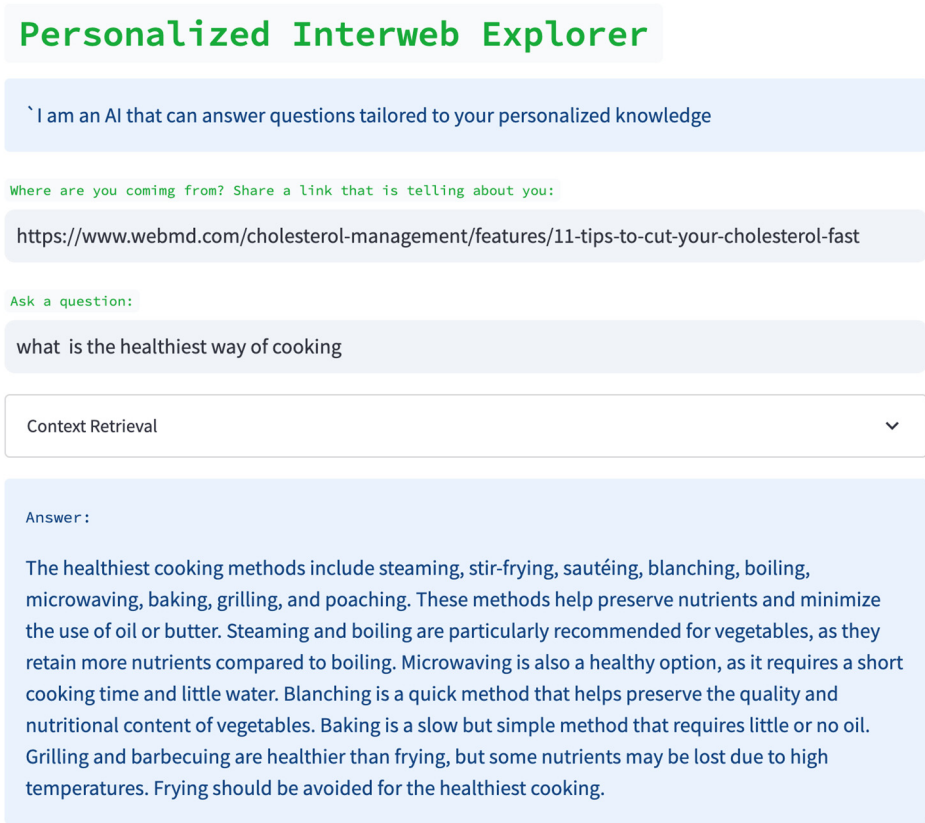 Personalized Interweb Explorer
`I am an AI that can answer questions tailored to your personalized knowledge
Where are you comimg from? Share a link that is telling about you:
https://www.webmd.com/cholesterol-management/features/11-tips-to-cut-your-cholesterol-fast
Ask a question:
what  is the healthiest way of cooking
Context Retrieval
Answer:
The healthiest cooking methods include steaming, stir-frying, sautéing, blanching, boiling,
microwaving, baking, grilling, and poaching. These methods help preserve nutrients and minimize
the use of oil or butter. Steaming and boiling are particularly recommended for vegetables, as they
retain more nutrients compared to boiling. Microwaving is also a healthy option, as it requires a short
cooking time and little water. Blanching is a quick method that helps preserve the quality and
nutritional content of vegetables. Baking is a slow but simple method that requires little or no oil.
Grilling and barbecuing are healthier than frying, but some nutrients may be lost due to high
temperatures. Frying should be avoided for the healthiest cooking.